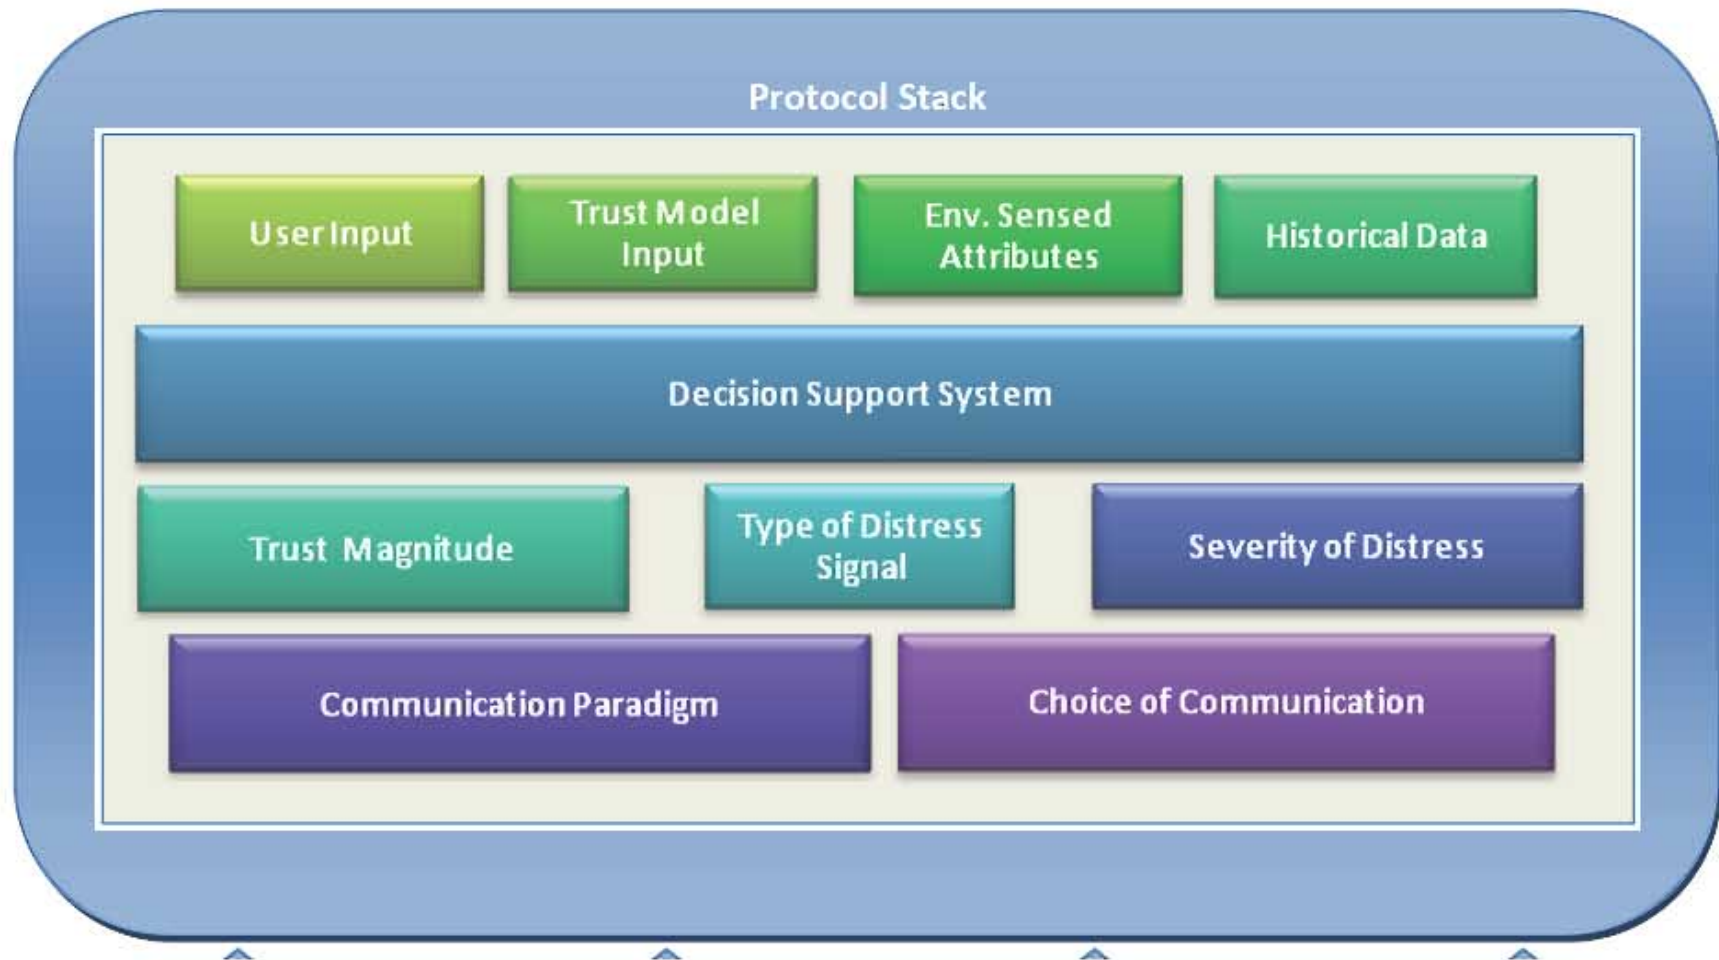 Protocol Stack
User Input
Trust Model
Input
Env. Sensed
Attributes
Historical Data
Decision Support System
Trust Magnitude
Type of Distress
Signal
Severity of Distress
Communication Paradigm
Choice of Communication